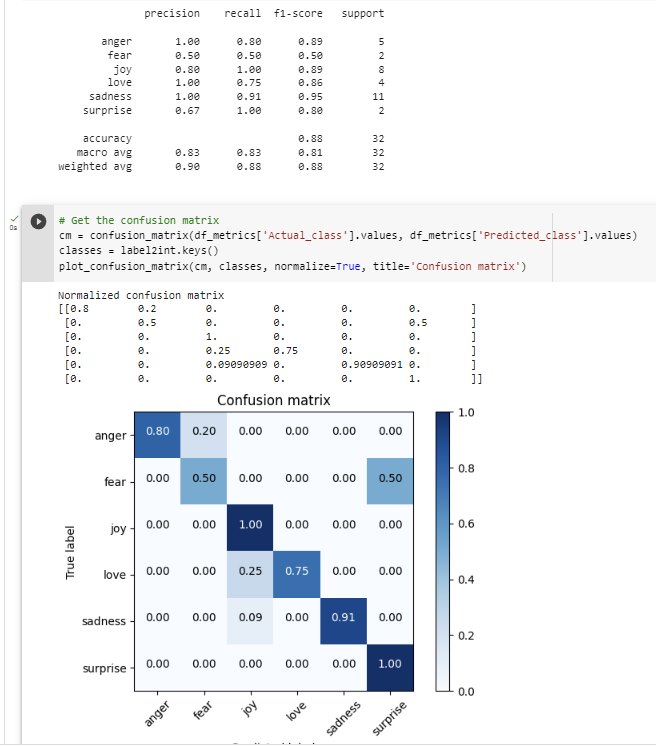 precision recall f1-score support
anger 1.00 0.80 0.89 5
fear 0.50 0.50 0.50 2
joy 0.80 1.00 0.89 8
love 1.00 0.75 0.86 4
sadness 1.00 0.91 0.95 11
surprise 0.67 1.00 0.80 2
accuracy 0.88 32
macro avg 0.83 0.83 0.81 32
weighted avg 0.90 0.88 0.88 32
0s
# Get the confusion matrix
cm = confusion_matrix(df_metrics['Actual_class'].values, df_metrics['Predicted_class'].values)
classes = label2int.keys()
plot_confusion_matrix(cm, classes, normalize=True, title='Confusion matrix')
Normalized confusion matrix
[[0.8 0.2 0. 0. 0. 0. ]
[0. 0.5 0. 0. 0. 0.5 ]
[0. 0. 1. 0. 0. 0. ]
[0. 0. 0.25 0.75 0. 0. ]
[0. 0. 0.09090909 0. 0.90909091 0. ]
[0. 0. 0. 0. 0. 1. ]]
Confusion matrix
True label
anger 0.80 0.20 0.00 0.00 0.00 0.00
fear 0.00 0.50 0.00 0.00 0.00 0.50
joy 0.00 0.00 1.00 0.00 0.00 0.00
love 0.00 0.00 0.25 0.75 0.00 0.00
sadness 0.00 0.00 0.09 0.00 0.91 0.00
surprise 0.00 0.00 0.00 0.00 0.00 1.00
anger fear joy love sadness surprise
1.0
0.8
0.6
0.4
0.2
0.0